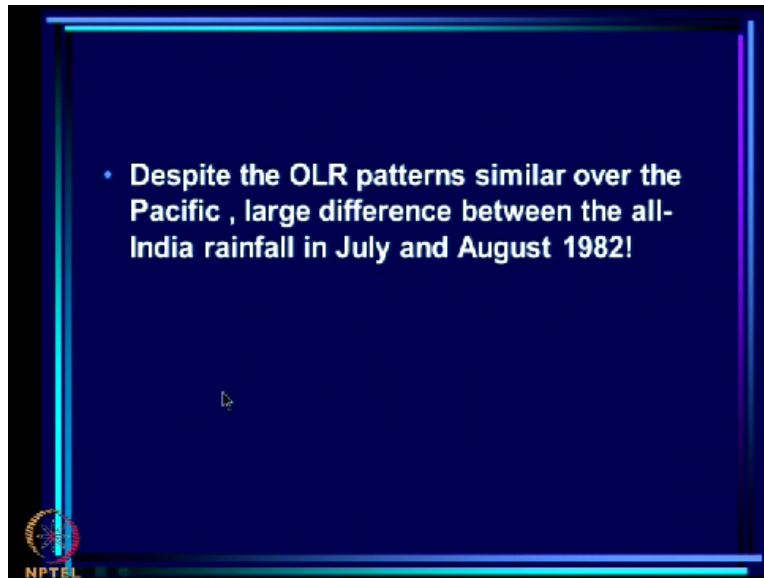 • Despite the OLR patterns similar over the
Pacific , large difference between the all-
India rainfall in July and August 1982!
NPTEL